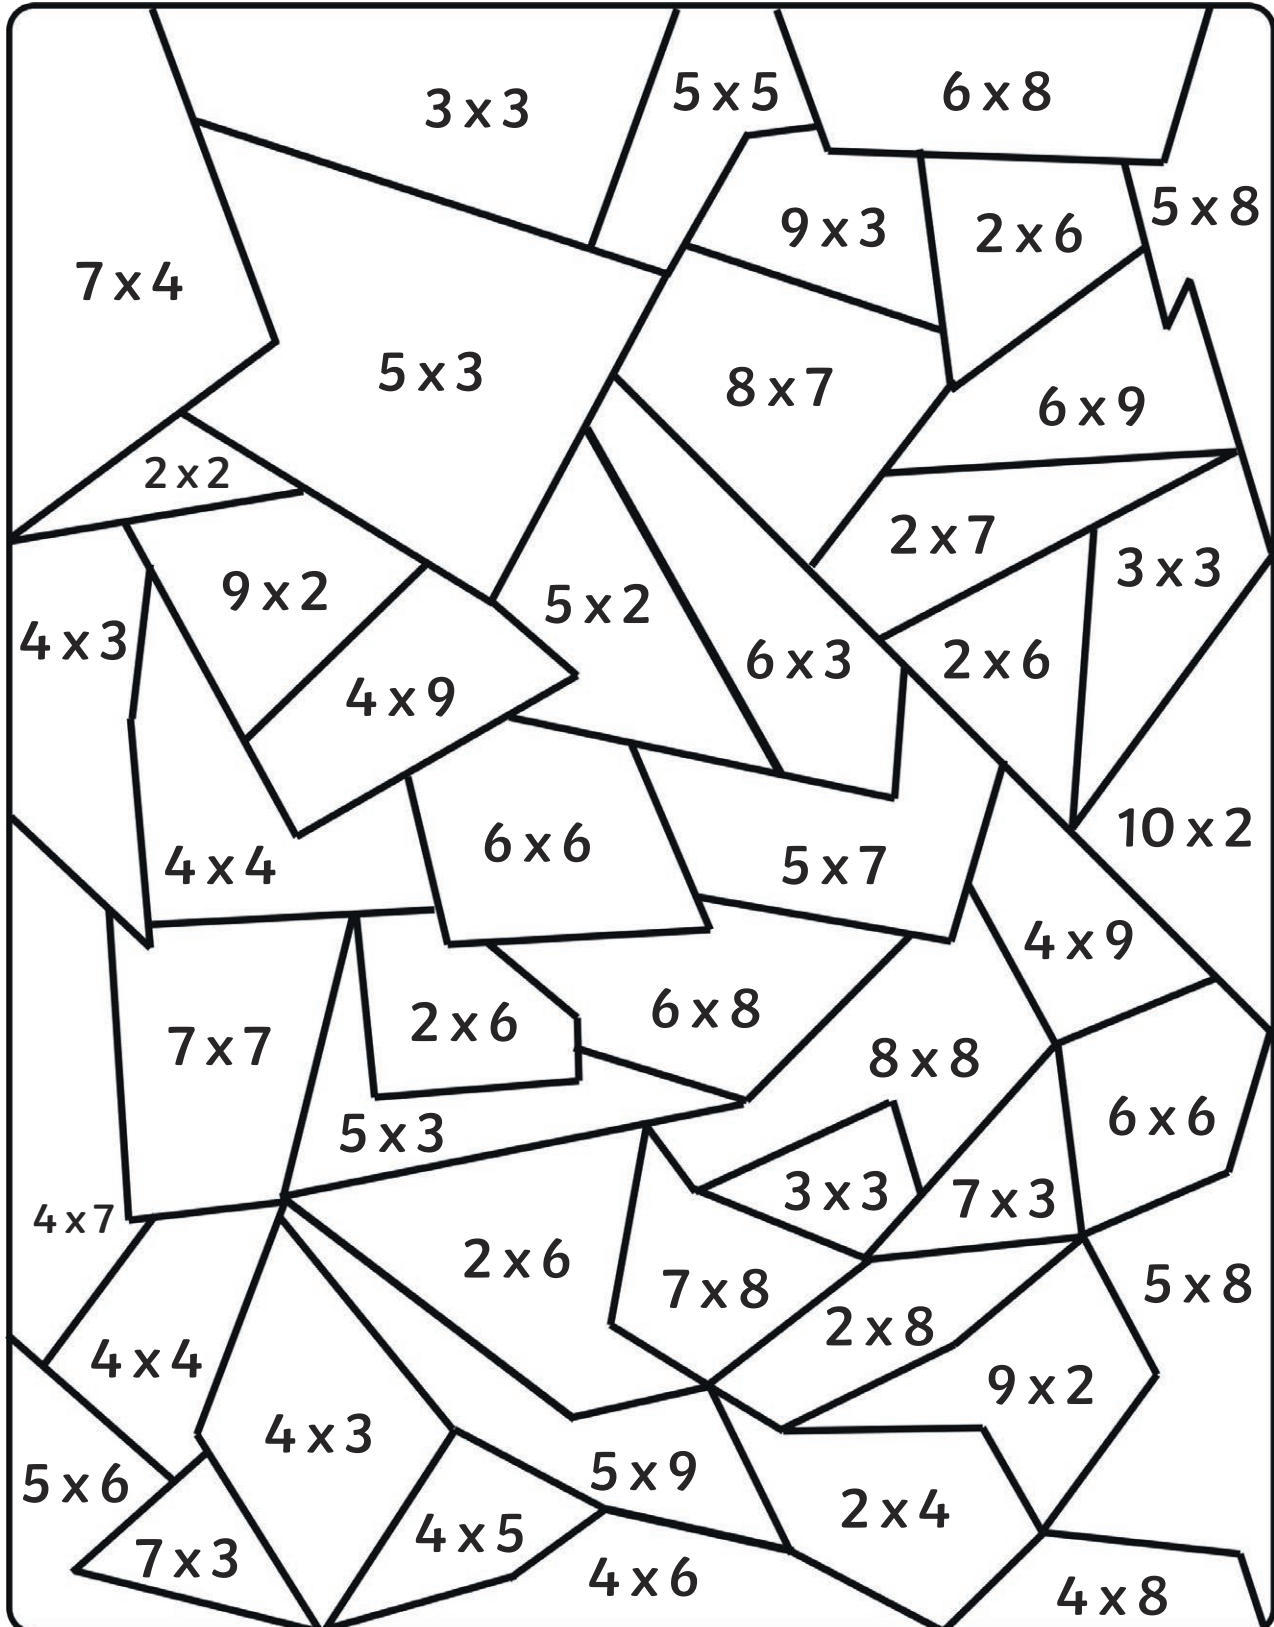 3 x 3
5 x 5
6 x 8
5 x 8
9 x 3
2 x 6
7 x 4
5 x 3
8 x 7
6 x 9
2 x 2
2 x 7
3 x 3
9 x 2
5 x 2
4 x 3
6 x 3
2 x 6
4 x 9
10 x 2
6 x 6
4 x 4
5 x 7
4 x 9
6 x 8
2 x 6
7 x 7
8 x 8
6 x 6
5 x 3
3 x 3
7 x 3
4 x 7
2 x 6
7 x 8
5 x 8
2 x 8
4 x 4
9 x 2
4 x 3
5 x 9
5 x 6
2 x 4
4 x 5
7 x 3
4 x 6
4 x 8